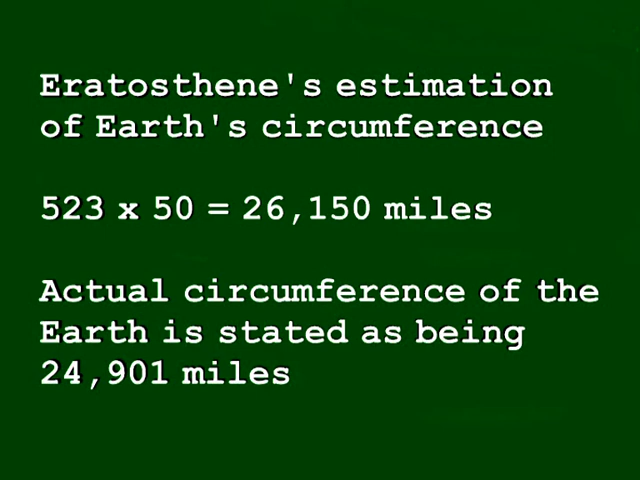 Eratosthene's estimation
of Earth's circumference
523 x 50 = 26,150 miles
Actual circumference of the
Earth is stated as being
24,901 miles